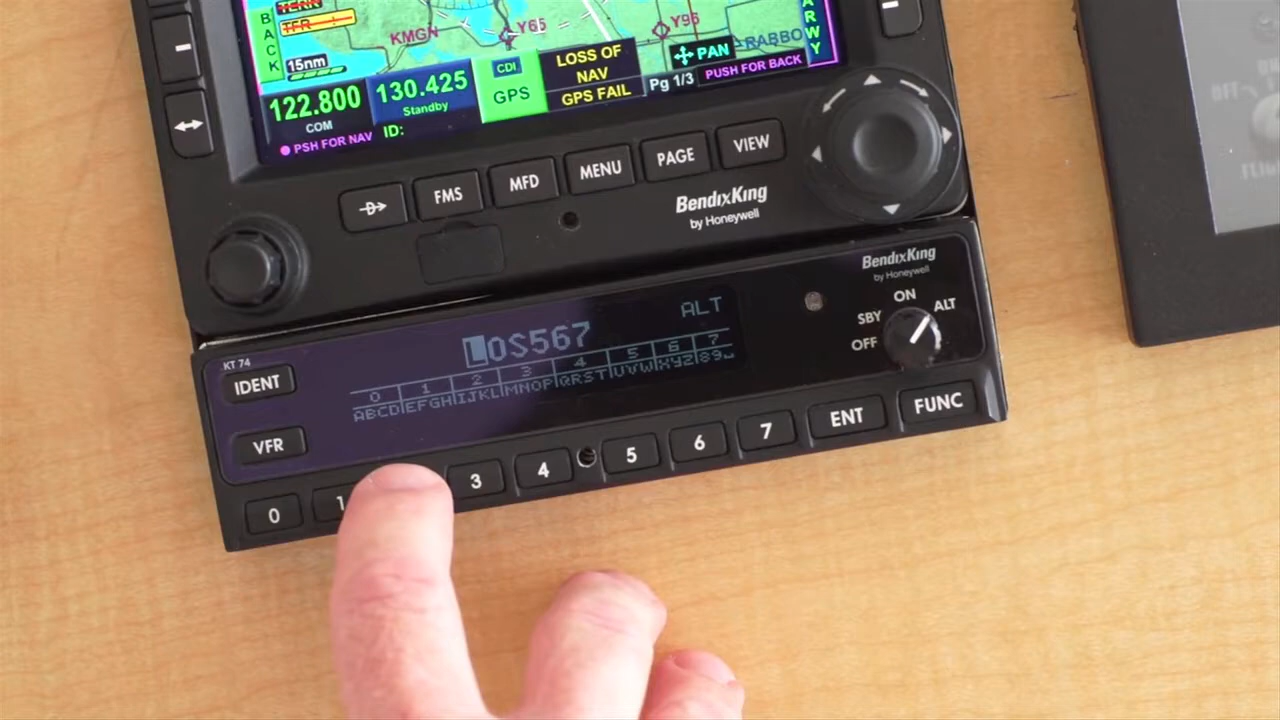 BACK
TERN
TFR
KMGN
Y65
Y96
RABBO
ARWY
15nm
122.800
COM
130.425
Standby
CDI
GPS
LOSS OF
NAV
GPS FAIL
PAN
Pg 1/3
PUSH FOR BACK
PSH FOR NAV
ID:
D
FMS
MFD
MENU
PAGE
VIEW
BendixKing
by Honeywell
BendixKing
by Honeywell
KT 74
IDENT
VFR
LOS567
ALT
0 1 2 3 4 5 6 7
ABCD EFGH IJKL MNOP QRST UVW XYZ 89
OFF
SBY
ON
ALT
0
1
3
4
5
6
7
ENT
FUNC
OFF